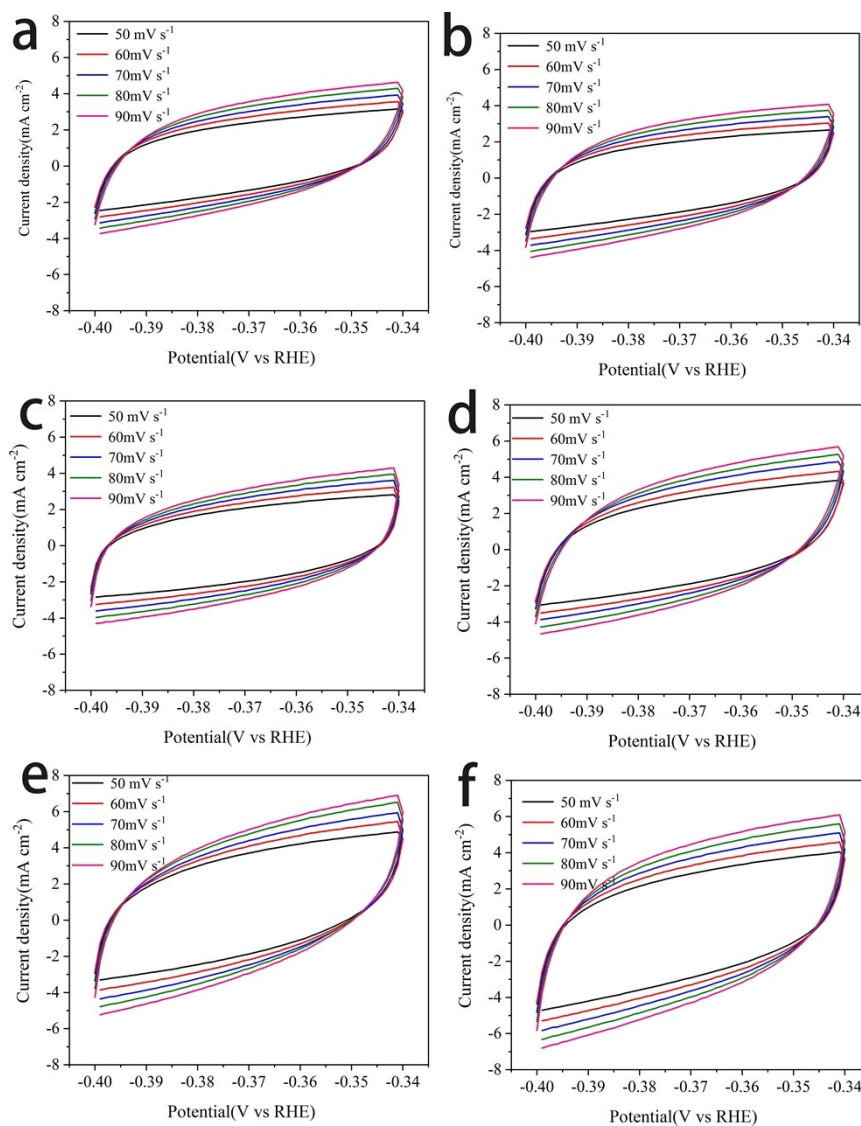 a
50 mV s⁻¹
60mV s⁻¹
70mV s⁻¹
80mV s⁻¹
90mV s⁻¹
8
6
4
2
0
-2
-4
-6
-8
Current density(mA cm⁻²)
-0.40 -0.39 -0.38 -0.37 -0.36 -0.35 -0.34
Potential(V vs RHE)
b
50 mV s⁻¹
60mV s⁻¹
70mV s⁻¹
80mV s⁻¹
90mV s⁻¹
8
6
4
2
0
-2
-4
-6
-8
Current density(mA cm⁻²)
-0.40 -0.39 -0.38 -0.37 -0.36 -0.35 -0.34
Potential(V vs RHE)
c
50 mV s⁻¹
60mV s⁻¹
70mV s⁻¹
80mV s⁻¹
90mV s⁻¹
8
6
4
2
0
-2
-4
-6
-8
Current density(mA cm⁻²)
-0.40 -0.39 -0.38 -0.37 -0.36 -0.35 -0.34
Potential(V vs RHE)
d
50 mV s⁻¹
60mV s⁻¹
70mV s⁻¹
80mV s⁻¹
90mV s⁻¹
8
6
4
2
0
-2
-4
-6
-8
Current density(mA cm⁻²)
-0.40 -0.39 -0.38 -0.37 -0.36 -0.35 -0.34
Potential(V vs RHE)
e
50 mV s⁻¹
60mV s⁻¹
70mV s⁻¹
80mV s⁻¹
90mV s⁻¹
8
6
4
2
0
-2
-4
-6
-8
Current density(mA cm⁻²)
-0.40 -0.39 -0.38 -0.37 -0.36 -0.35 -0.34
Potential(V vs RHE)
f
50 mV s⁻¹
60mV s⁻¹
70mV s⁻¹
80mV s⁻¹
90mV s⁻¹
8
6
4
2
0
-2
-4
-6
-8
Current density(mA cm⁻²)
-0.40 -0.39 -0.38 -0.37 -0.36 -0.35 -0.34
Potential(V vs RHE)